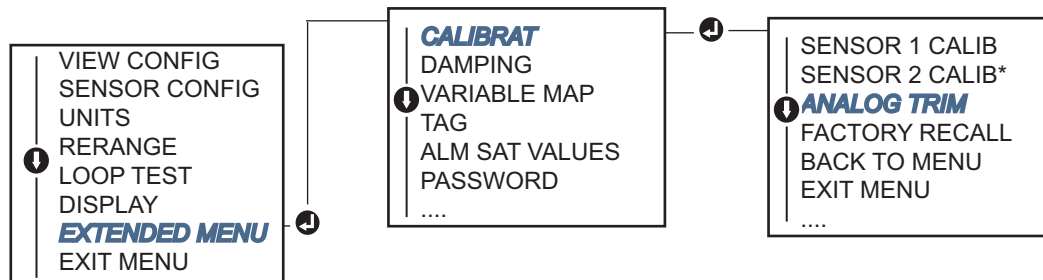 VIEW CONFIG
SENSOR CONFIG
UNITS
RERANGE
LOOP TEST
DISPLAY
EXTENDED MENU
EXIT MENU
CALIBRAT
DAMPING
VARIABLE MAP
TAG
ALM SAT VALUES
PASSWORD
....
SENSOR 1 CALIB
SENSOR 2 CALIB*
ANALOG TRIM
FACTORY RECALL
BACK TO MENU
EXIT MENU
....